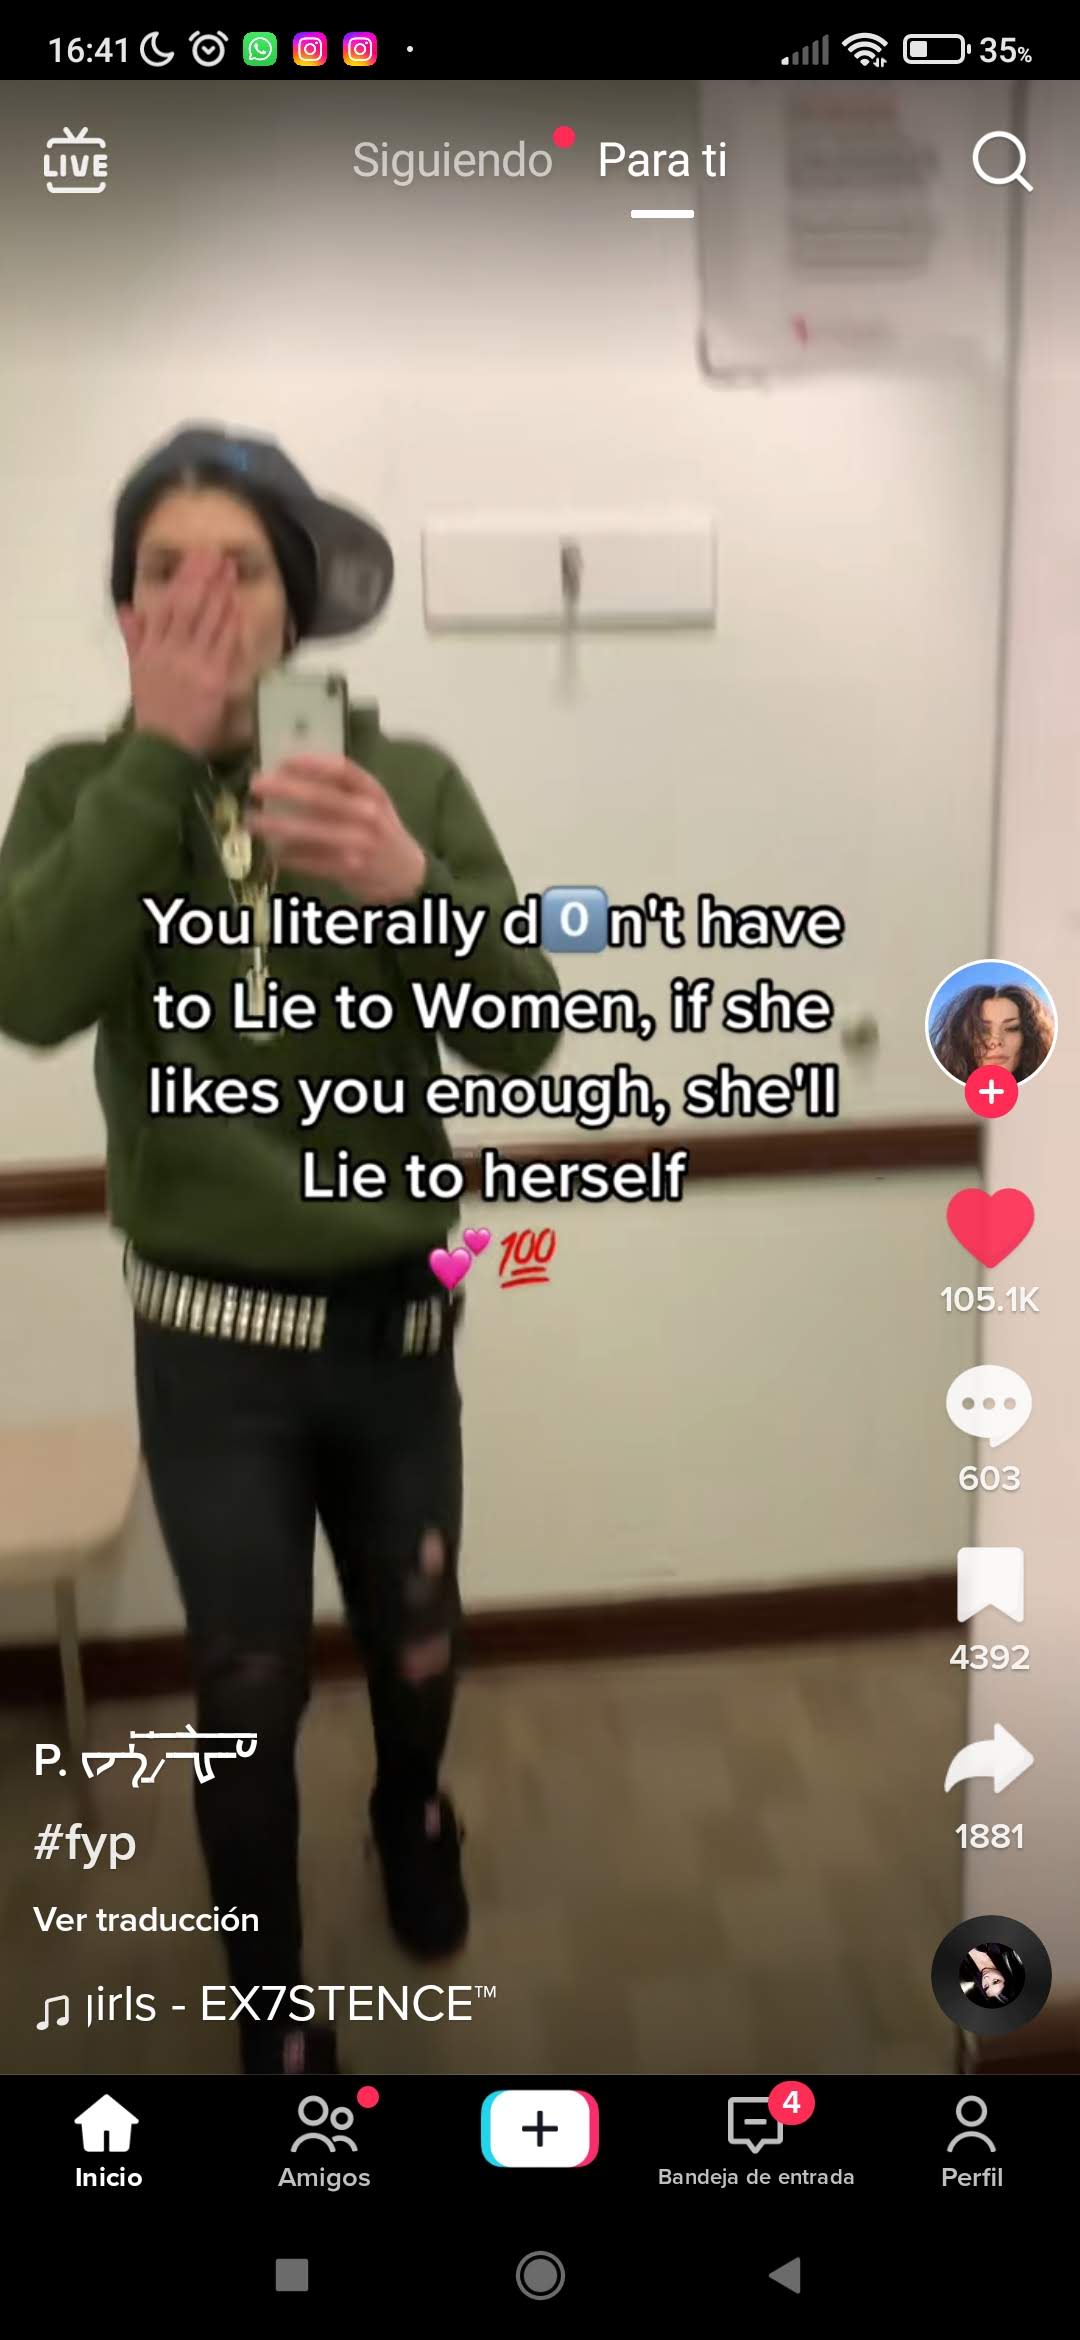 16:41 35%
LIVE Siguiendo Para ti
You literally d0️⃣n't have
to Lie to Women, if she
likes you enough, she'll
Lie to herself
💕💯
105.1K
603
4392
1881
P.
#fyp
Ver traducción
girls - EX7STENCE™
Inicio Amigos Bandeja de entrada 4 Perfil